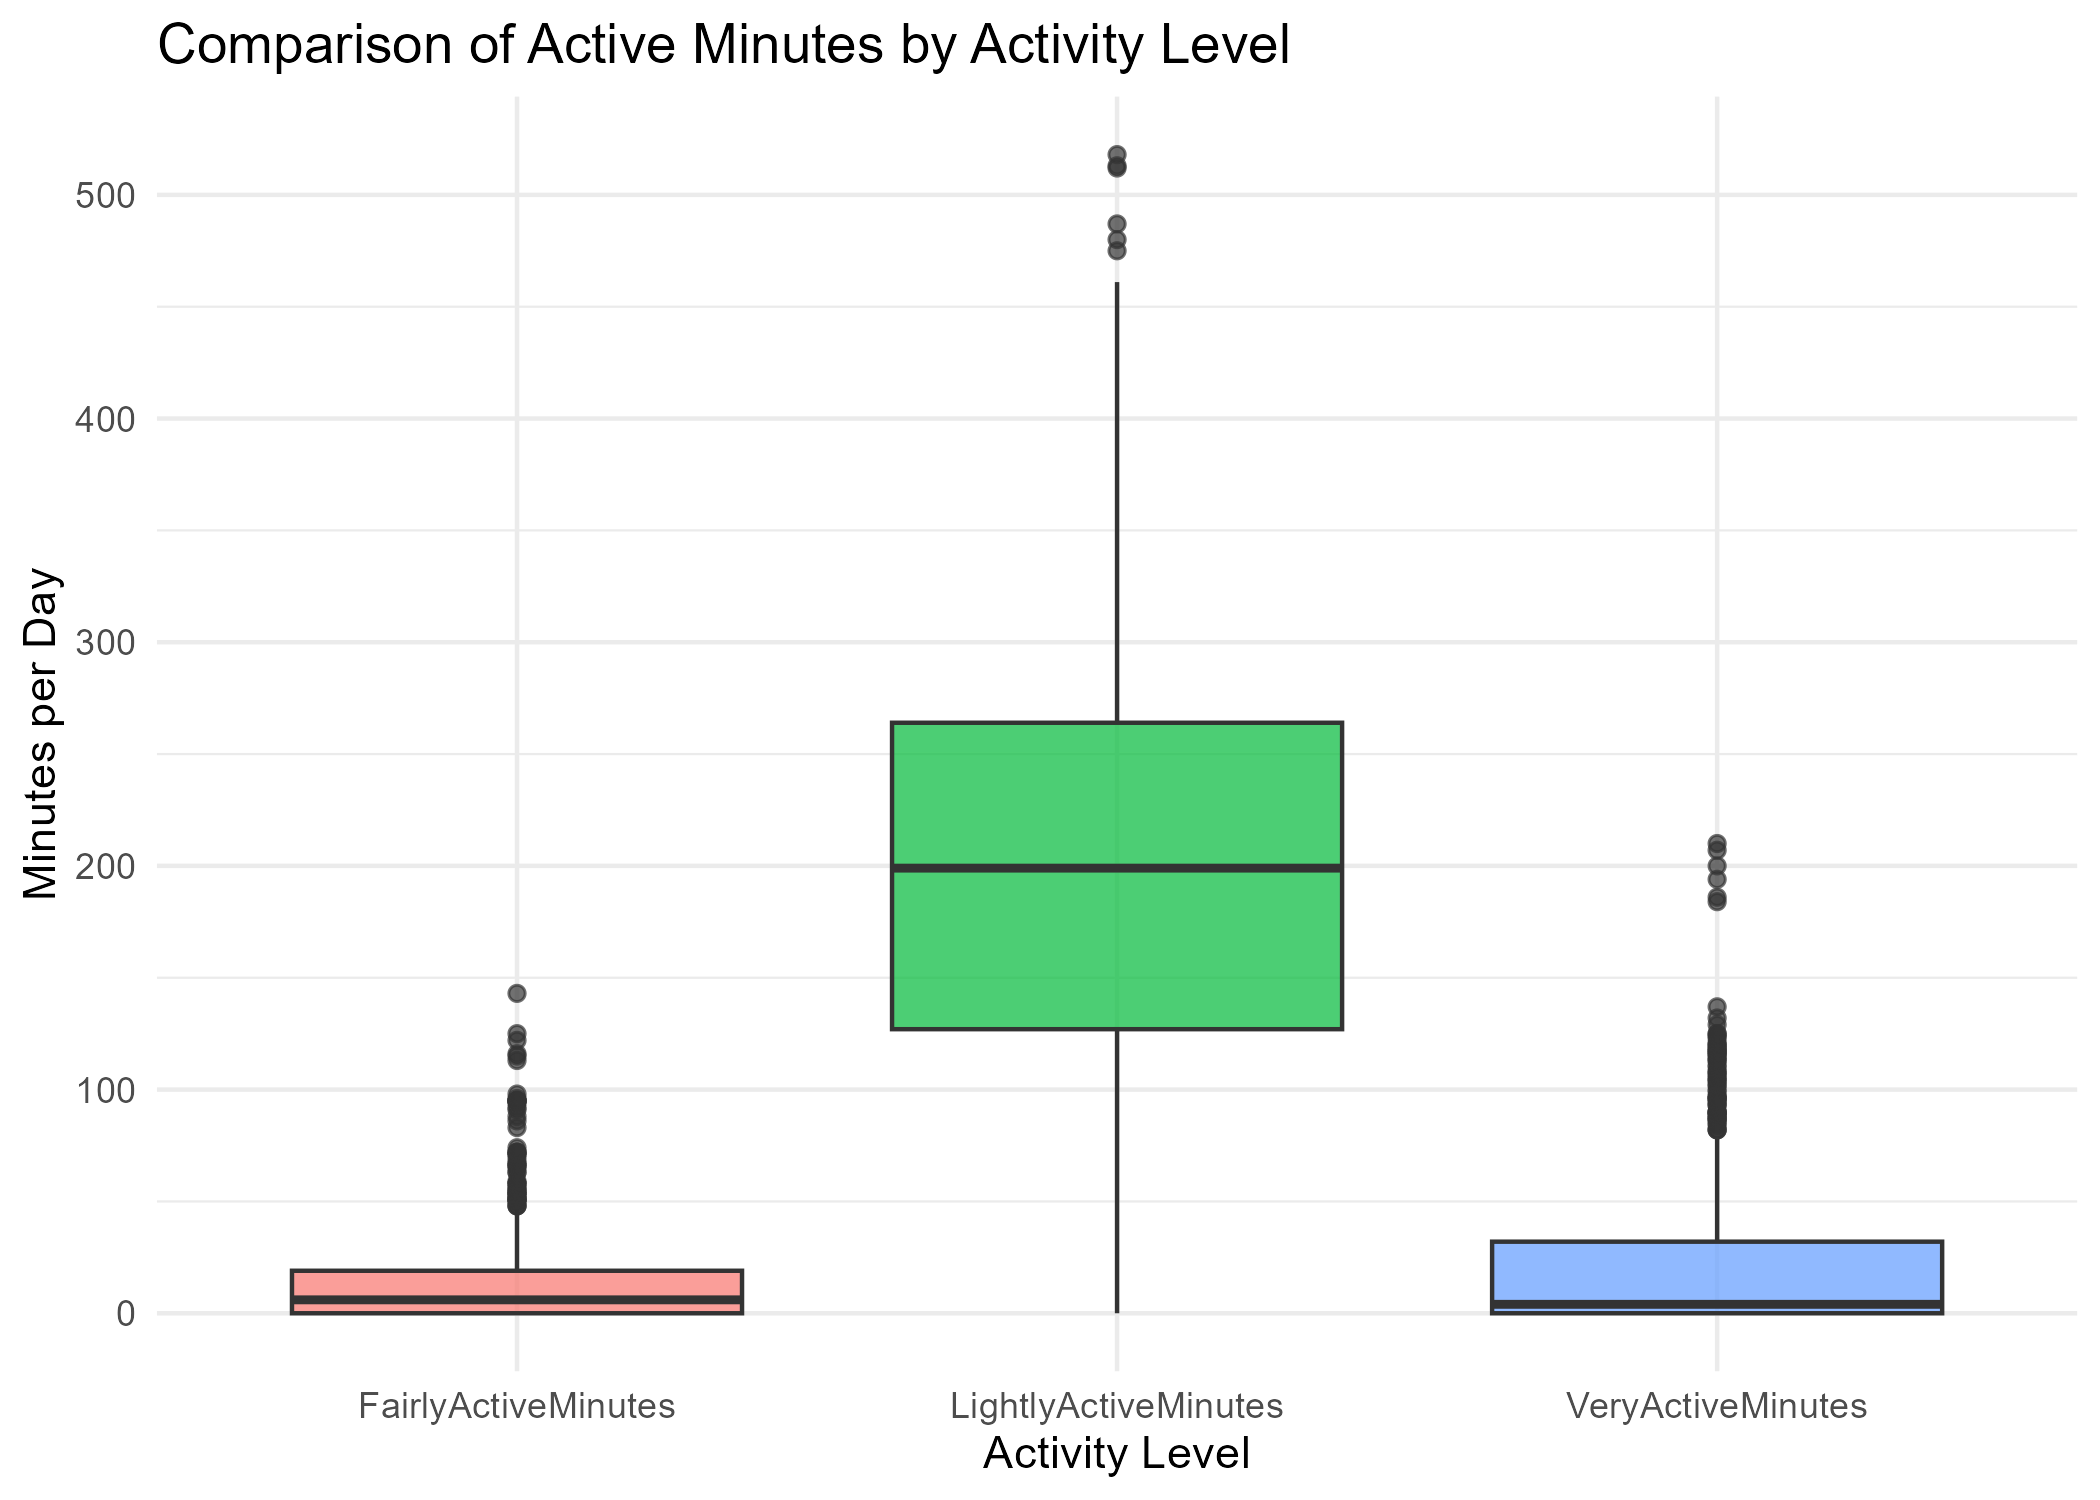 Comparison of Active Minutes by Activity Level
Minutes per Day
500
400
300
200
100
0
FairlyActiveMinutes
LightlyActiveMinutes
VeryActiveMinutes
Activity Level